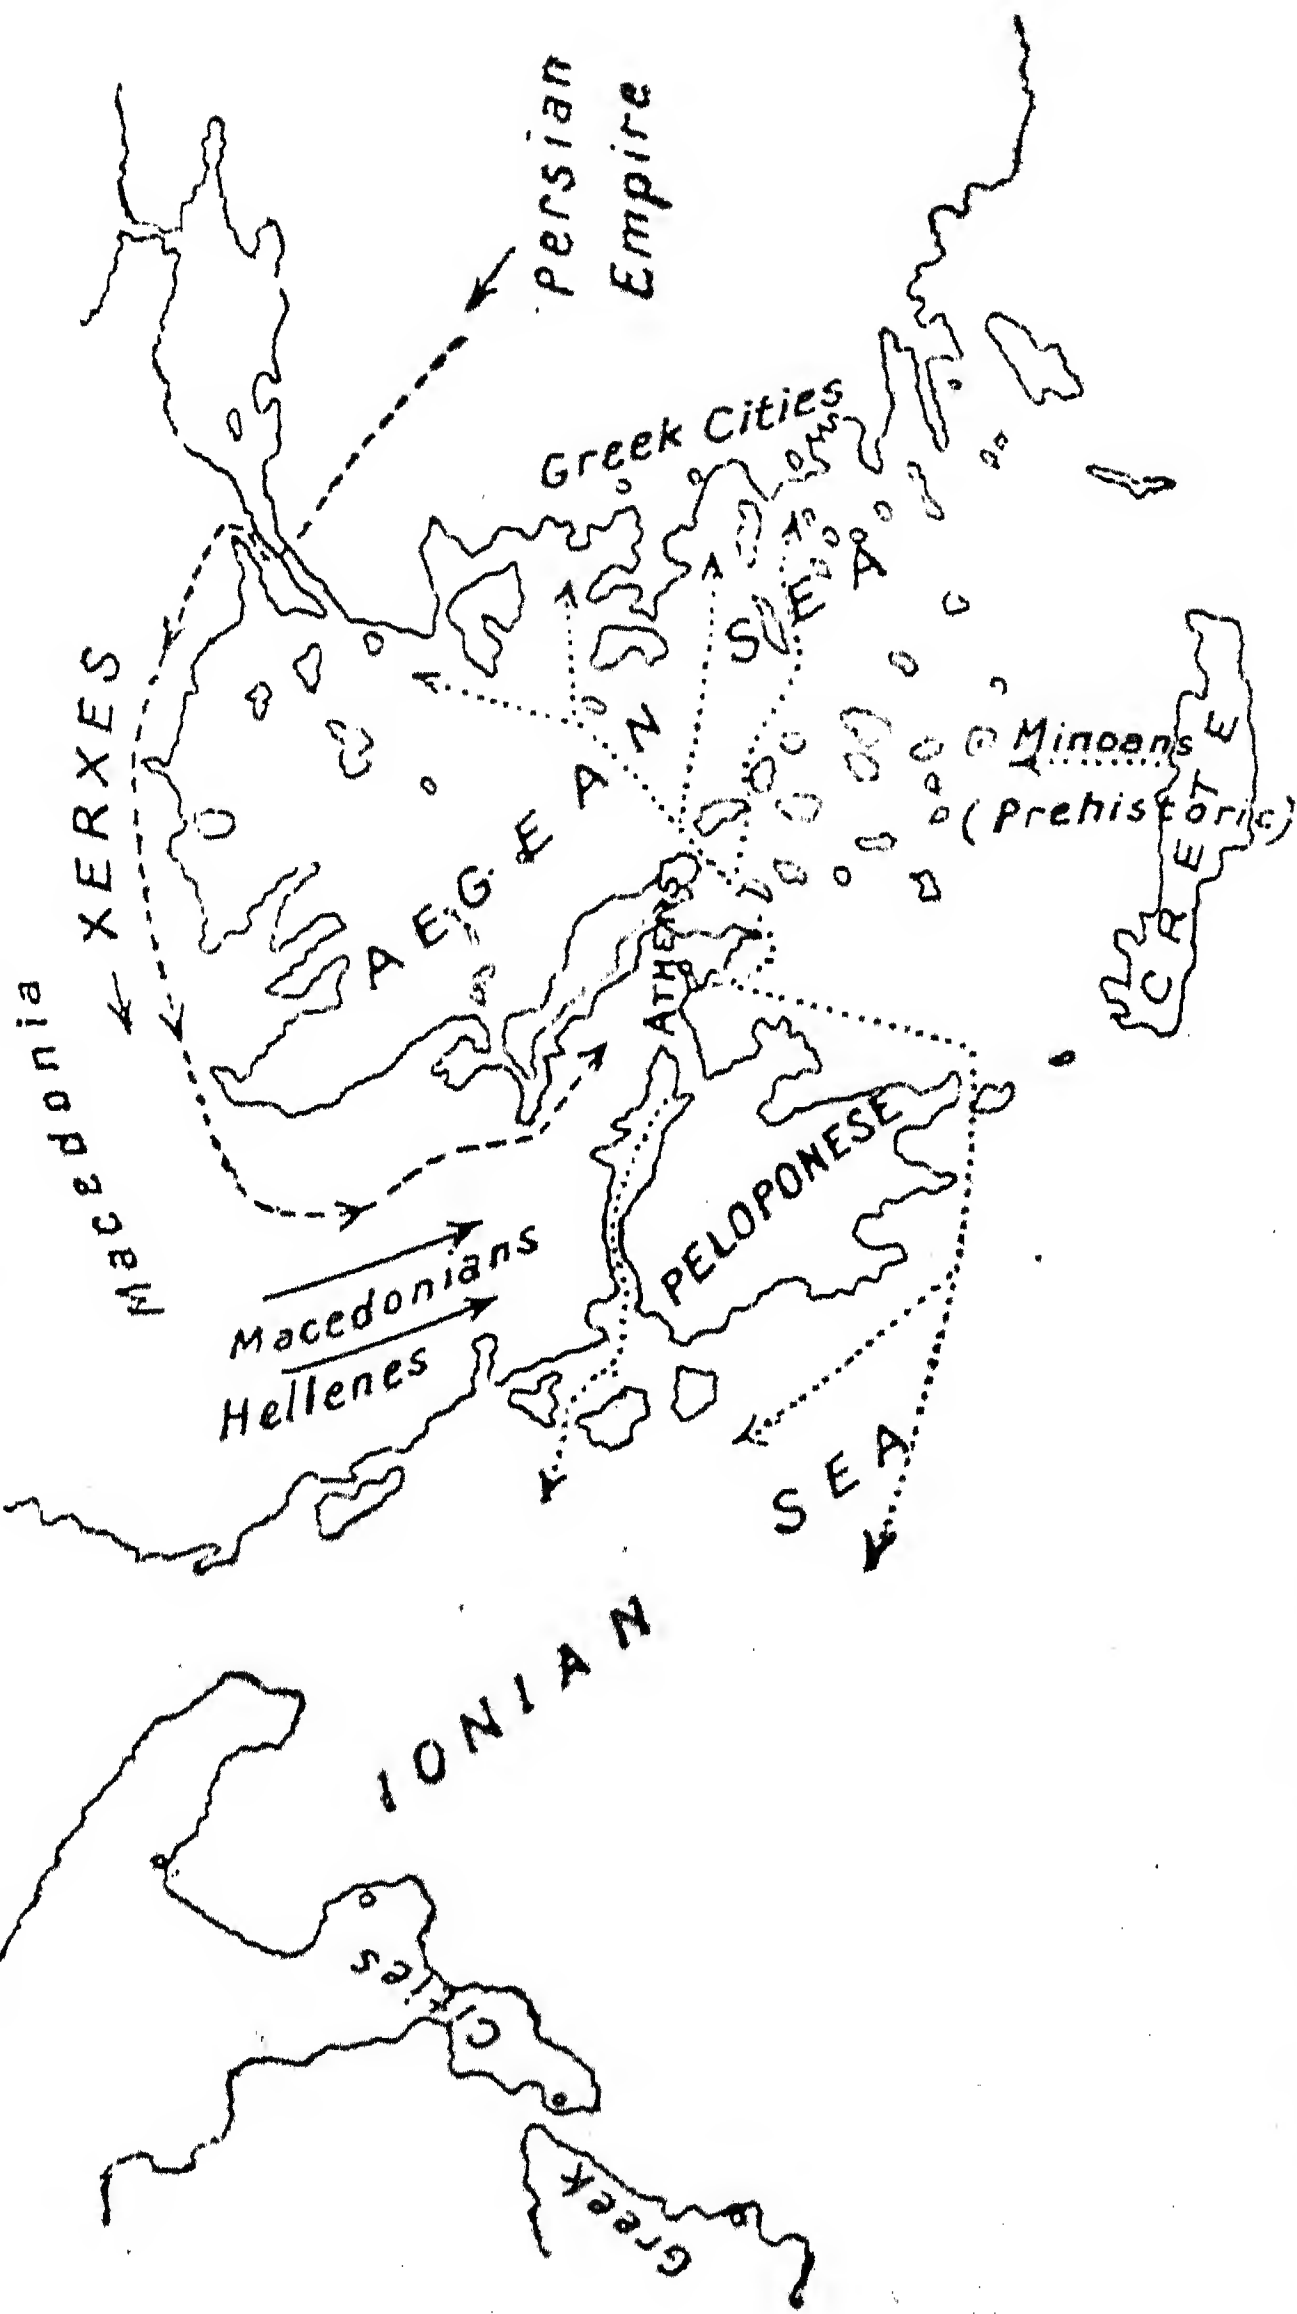 Macedonia
← XERXES
Persian
Empire
Macedonians
Hellenes
Greek Cities
AEGEAN
SEA
ATHENS
PELOPONESE
Minoans
(Prehistoric)
CRETE
IONIAN
SEA
Greek
Cities